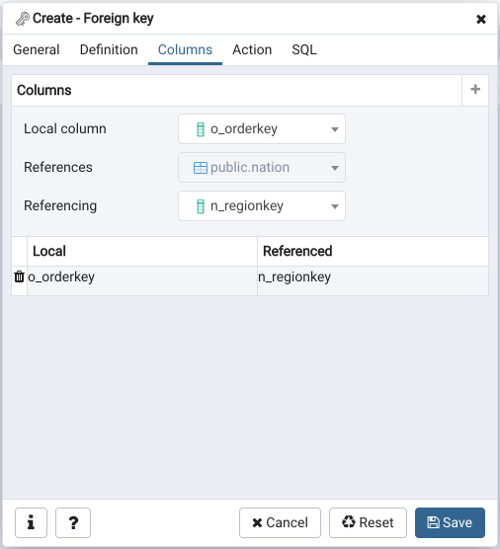 Create - Foreign key
General Definition Columns Action SQL
Columns
Local column o_orderkey
References public.nation
Referencing n_regionkey
Local Referenced
o_orderkey n_regionkey
i ? Cancel Reset Save